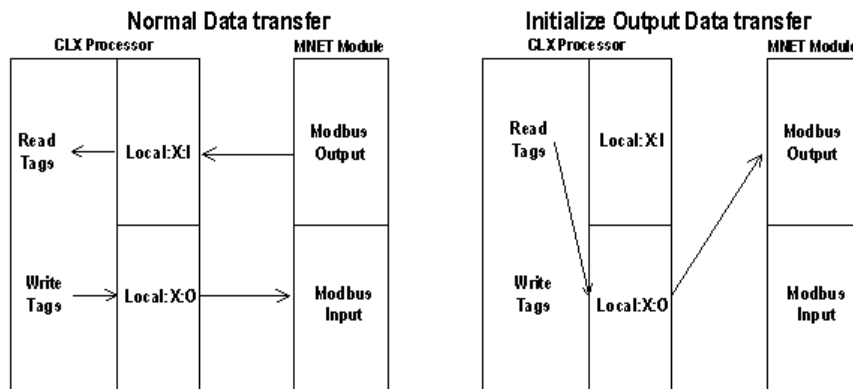 Normal Data transfer
CLX Processor
MNET Module
Read
Tags
Local:X:I
Modbus
Output
Write
Tags
Local:X:O
Modbus
Input
Initialize Output Data transfer
CLX Processor
MNET Module
Read
Tags
Local:X:I
Modbus
Output
Write
Tags
Local:X:O
Modbus
Input